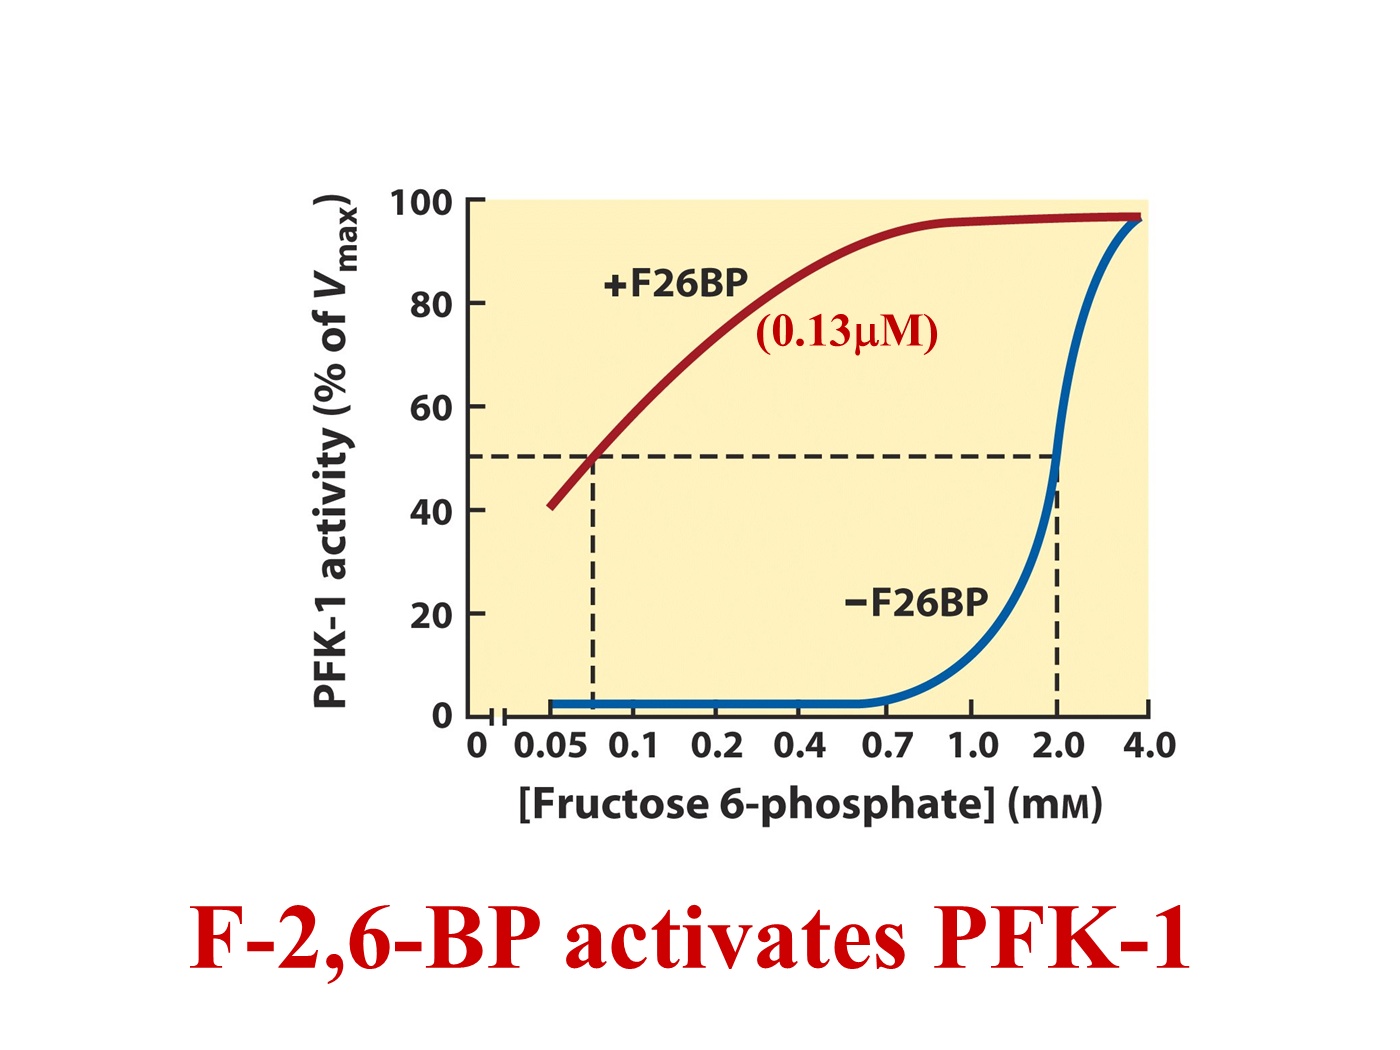 PFK-1 activity (% of Vmax)
100
80
60
40
20
0
+F26BP
(0.13μM)
−F26BP
0 0.05 0.1 0.2 0.4 0.7 1.0 2.0 4.0
[Fructose 6-phosphate] (mM)
F-2,6-BP activates PFK-1